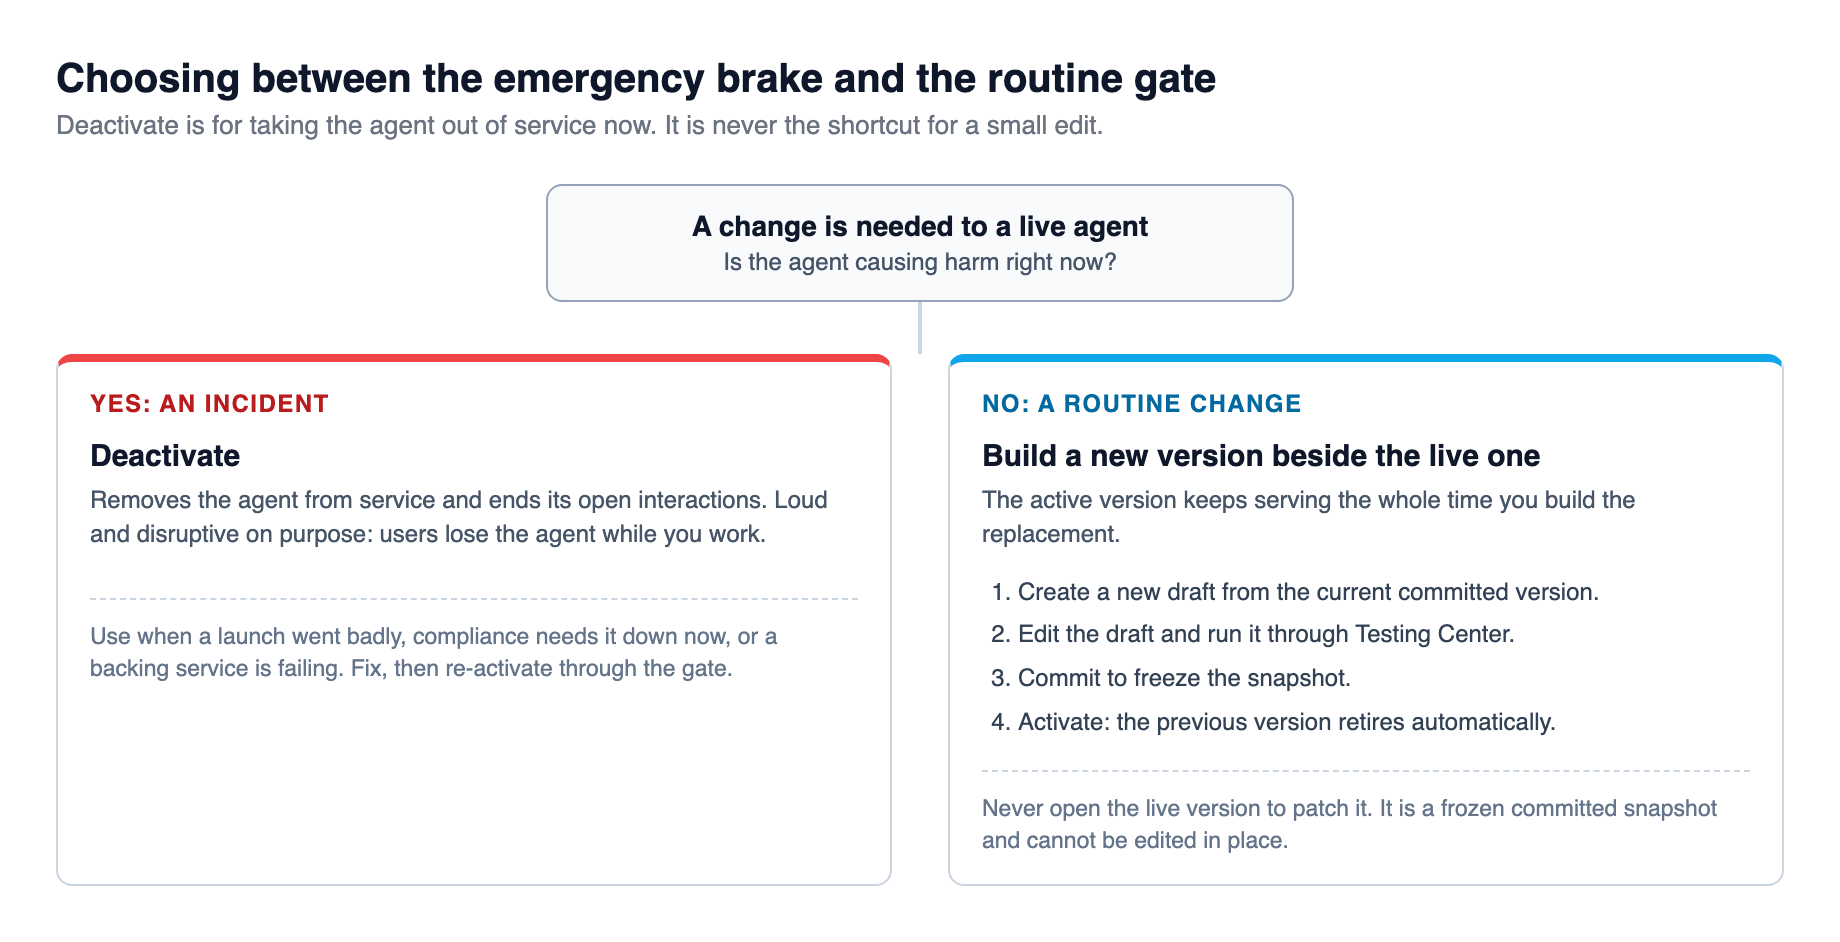 Choosing between the emergency brake and the routine gate
Deactivate is for taking the agent out of service now. It is never the shortcut for a small edit.
A change is needed to a live agent
Is the agent causing harm right now?
YES: AN INCIDENT
Deactivate
Removes the agent from service and ends its open interactions. Loud
and disruptive on purpose: users lose the agent while you work.
Use when a launch went badly, compliance needs it down now, or a
backing service is failing. Fix, then re-activate through the gate.
NO: A ROUTINE CHANGE
Build a new version beside the live one
The active version keeps serving the whole time you build the
replacement.
1. Create a new draft from the current committed version.
2. Edit the draft and run it through Testing Center.
3. Commit to freeze the snapshot.
4. Activate: the previous version retires automatically.
Never open the live version to patch it. It is a frozen committed snapshot
and cannot be edited in place.